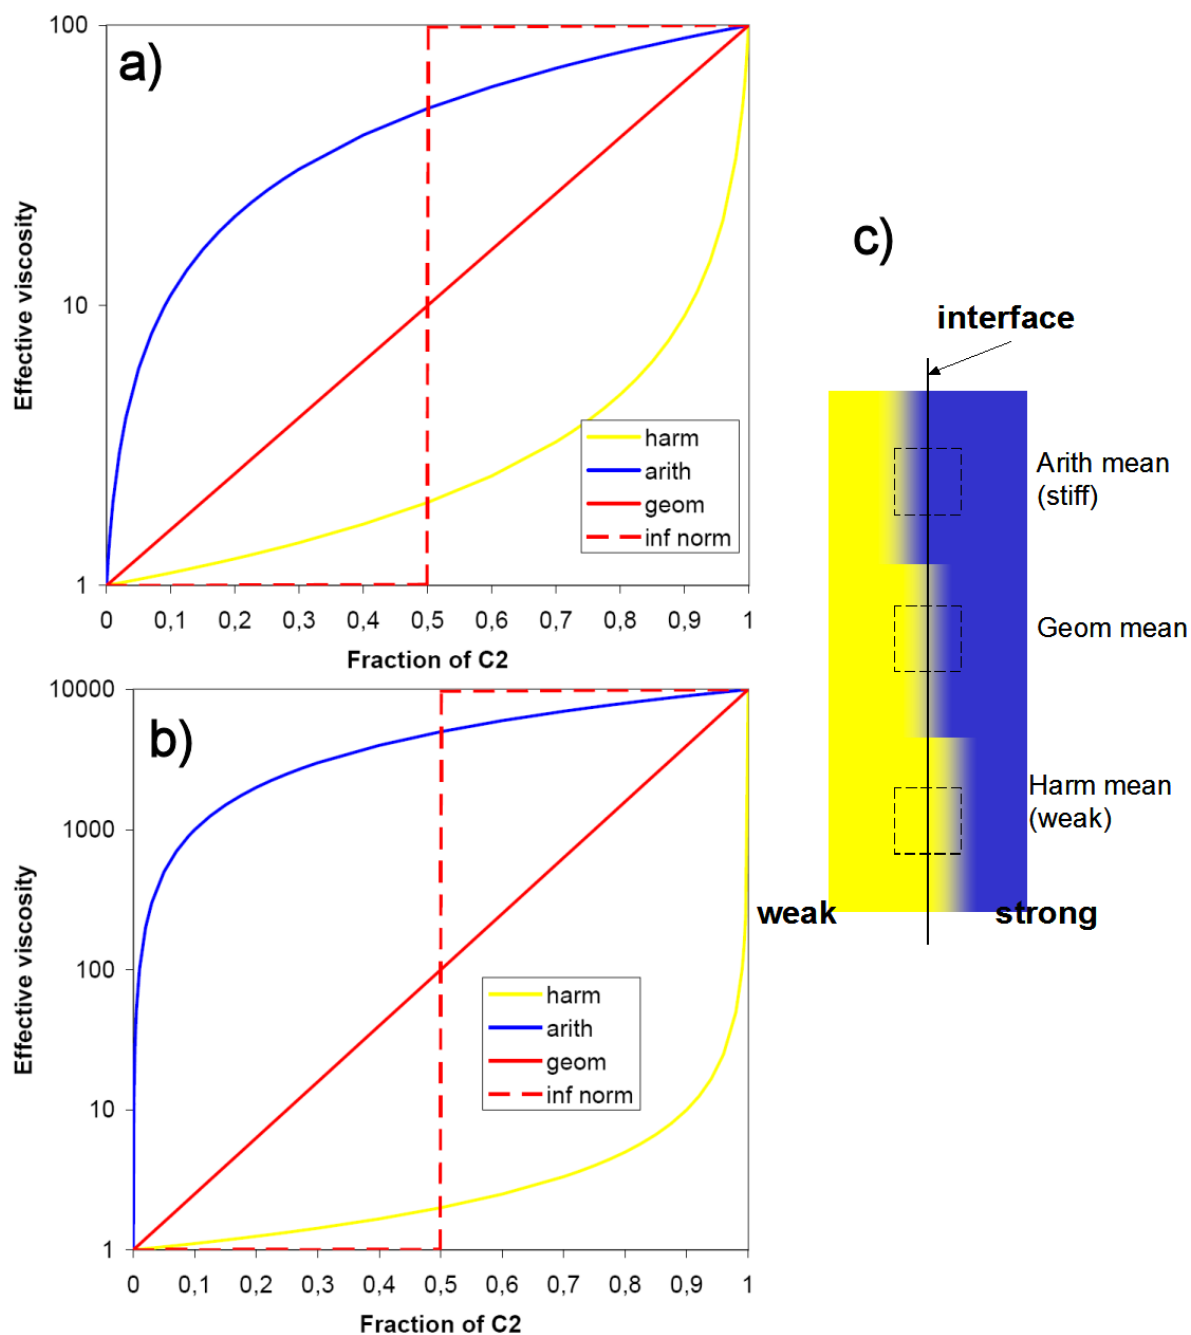 a)
100
10
1
Effective viscosity
0 0,1 0,2 0,3 0,4 0,5 0,6 0,7 0,8 0,9 1
Fraction of C2
harm
arith
geom
inf norm
b)
10000
1000
100
10
1
Effective viscosity
0 0,1 0,2 0,3 0,4 0,5 0,6 0,7 0,8 0,9 1
Fraction of C2
harm
arith
geom
inf norm
c)
interface
Arith mean
(stiff)
Geom mean
Harm mean
(weak)
weak strong